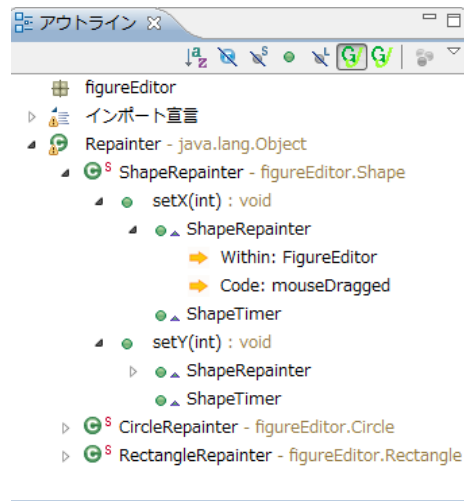 アウトライン
figureEditor
インポート宣言
Repainter - java.lang.Object
S ShapeRepainter - figureEditor.Shape
setX(int) : void
ShapeRepainter
Within: FigureEditor
Code: mouseDragged
ShapeTimer
setY(int) : void
ShapeRepainter
ShapeTimer
S CircleRepainter - figureEditor.Circle
S RectangleRepainter - figureEditor.Rectangle